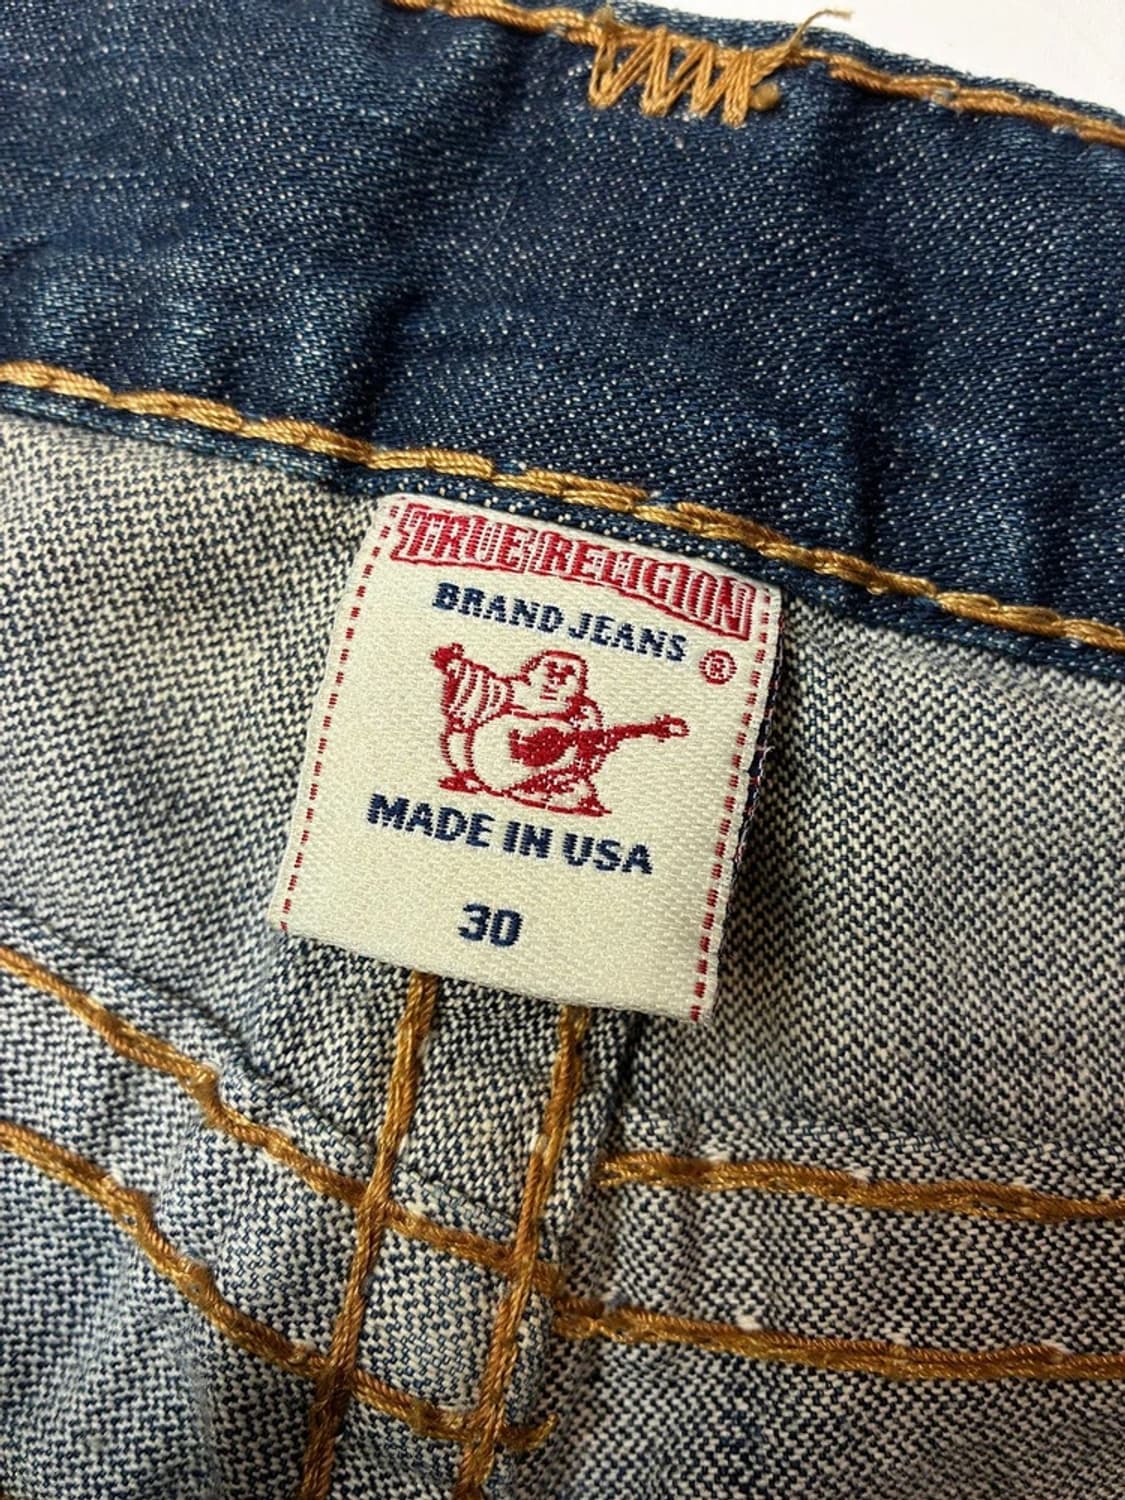 TRUE RELIGION
BRAND JEANS ®
MADE IN USA
30